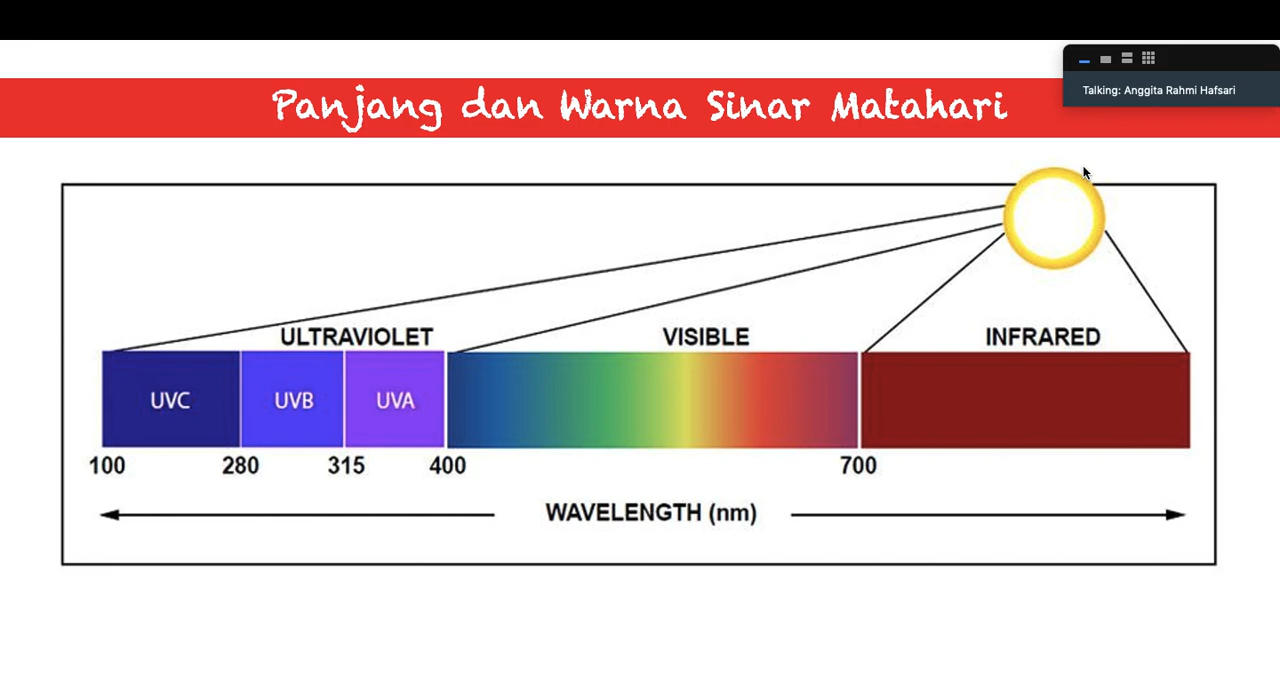 Talking: Anggita Rahmi Hafsari
Panjang dan Warna Sinar Matahari
ULTRAVIOLET VISIBLE INFRARED
UVC UVB UVA
100 280 315 400 700
WAVELENGTH (nm)